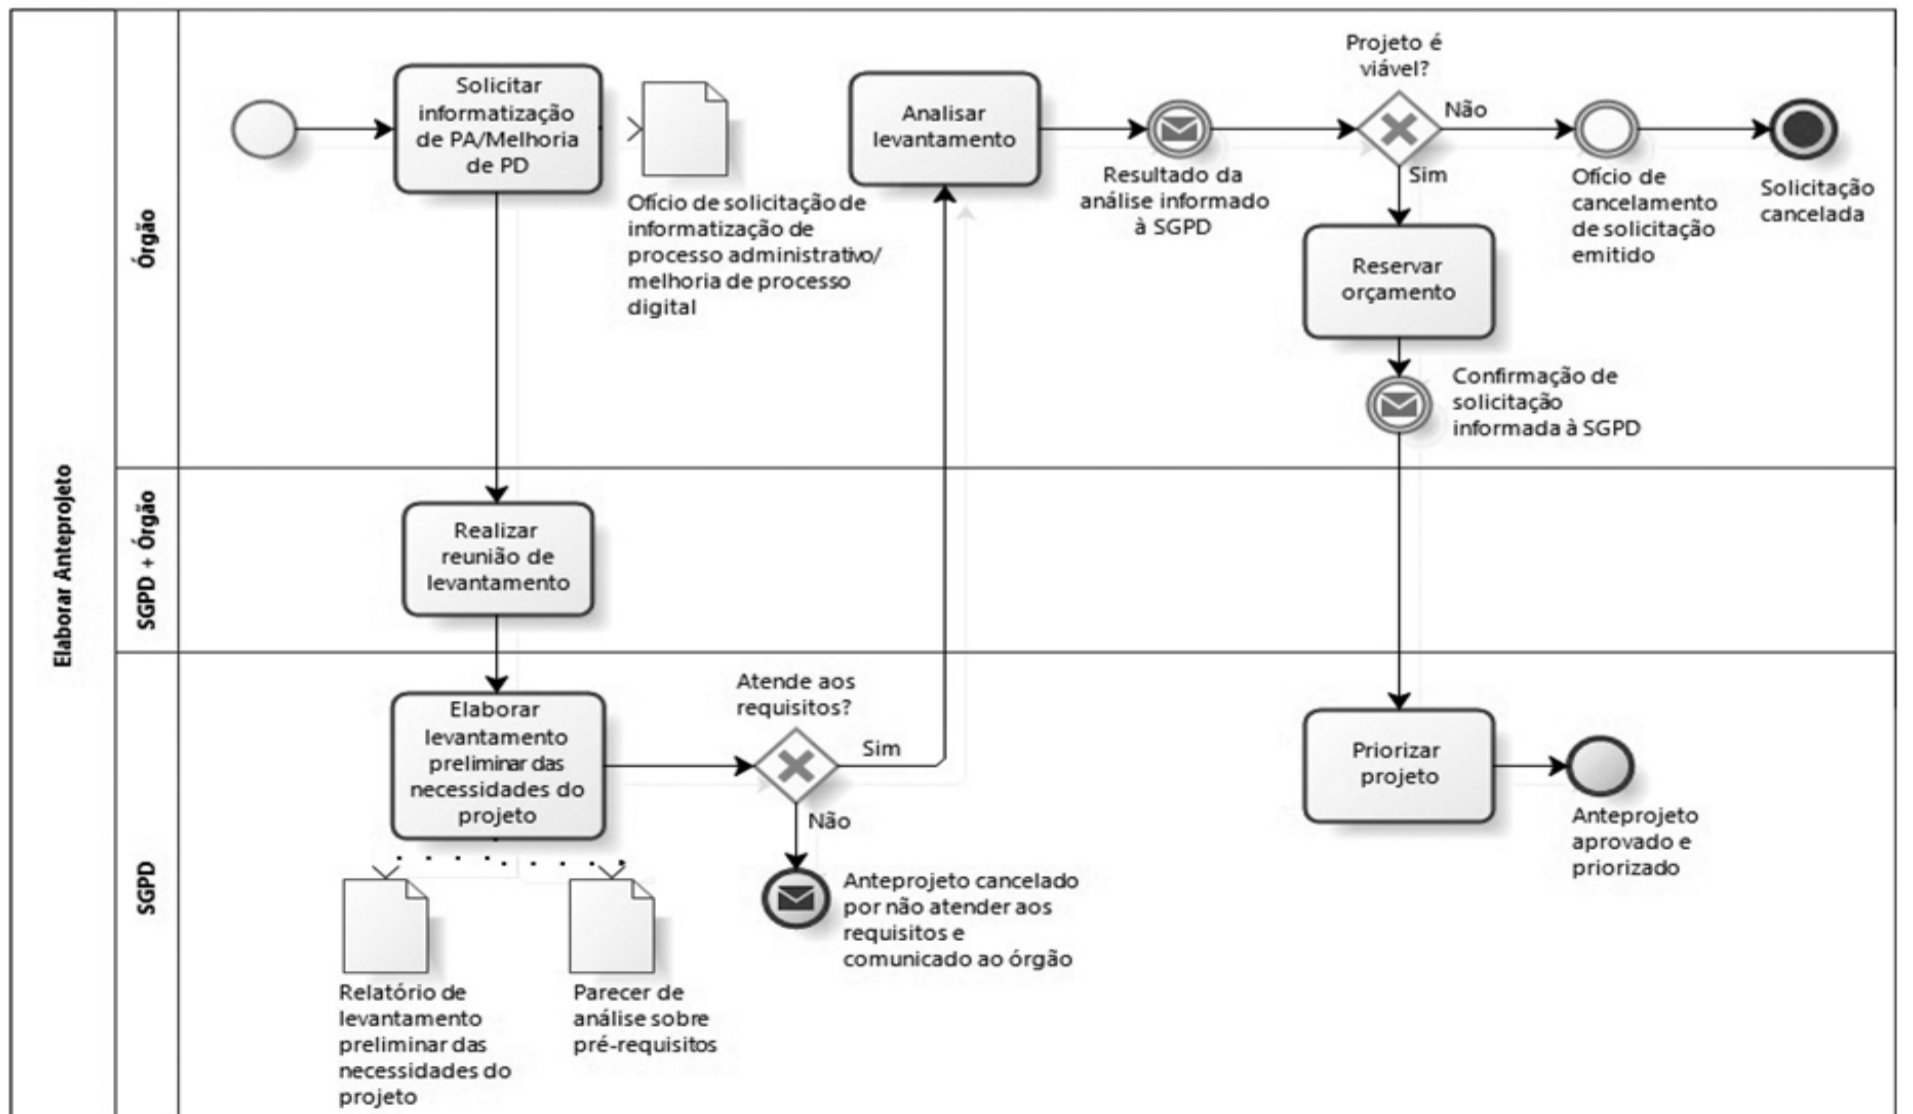 Elaborar Anteprojeto
Órgão
Solicitar
informatização
de PA/Melhoria
de PD
Ofício de solicitação de
informatização de
processo administrativo/
melhoria de processo
digital
Analisar
levantamento
Resultado da
análise informado
à SGPD
Projeto é
viável?
Não
Sim
Ofício de
cancelamento
de solicitação
emitido
Solicitação
cancelada
Reservar
orçamento
Confirmação de
solicitação
informada à SGPD
SGPD + Órgão
Realizar
reunião de
levantamento
SGPD
Elaborar
levantamento
preliminar das
necessidades do
projeto
Atende aos
requisitos?
Sim
Não
Anteprojeto cancelado
por não atender aos
requisitos e
comunicado ao órgão
Relatório de
levantamento
preliminar das
necessidades do
projeto
Parecer de
análise sobre
pré-requisitos
Priorizar
projeto
Anteprojeto
aprovado e
priorizado